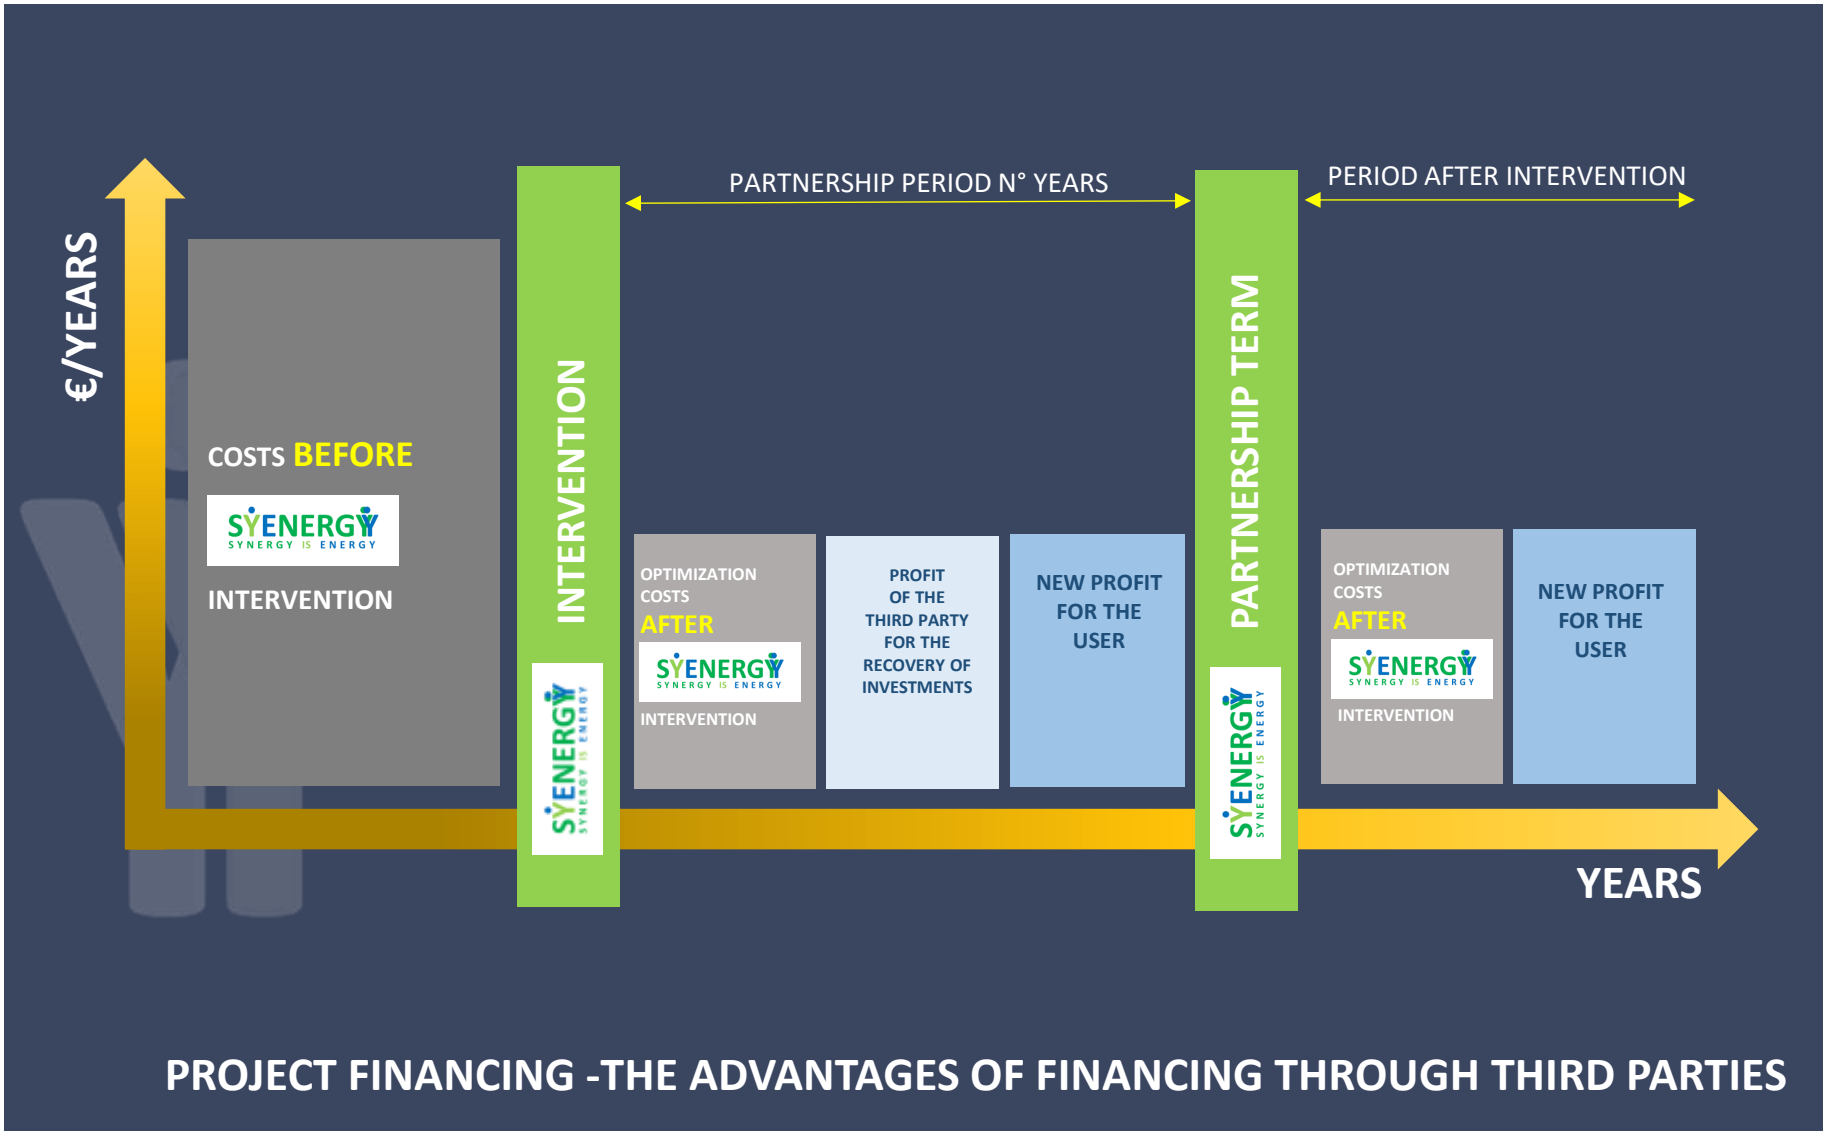 €/YEARS
COSTS BEFORE
SYENERGY
SYNERGY IS ENERGY
INTERVENTION
INTERVENTION
SYENERGY
SYNERGY IS ENERGY
PARTNERSHIP PERIOD N° YEARS
OPTIMIZATION
COSTS
AFTER
SYENERGY
SYNERGY IS ENERGY
INTERVENTION
PROFIT
OF THE
THIRD PARTY
FOR THE
RECOVERY OF
INVESTMENTS
NEW PROFIT
FOR THE
USER
PARTNERSHIP TERM
SYENERGY
SYNERGY IS ENERGY
PERIOD AFTER INTERVENTION
OPTIMIZATION
COSTS
AFTER
SYENERGY
SYNERGY IS ENERGY
INTERVENTION
NEW PROFIT
FOR THE
USER
YEARS
PROJECT FINANCING -THE ADVANTAGES OF FINANCING THROUGH THIRD PARTIES